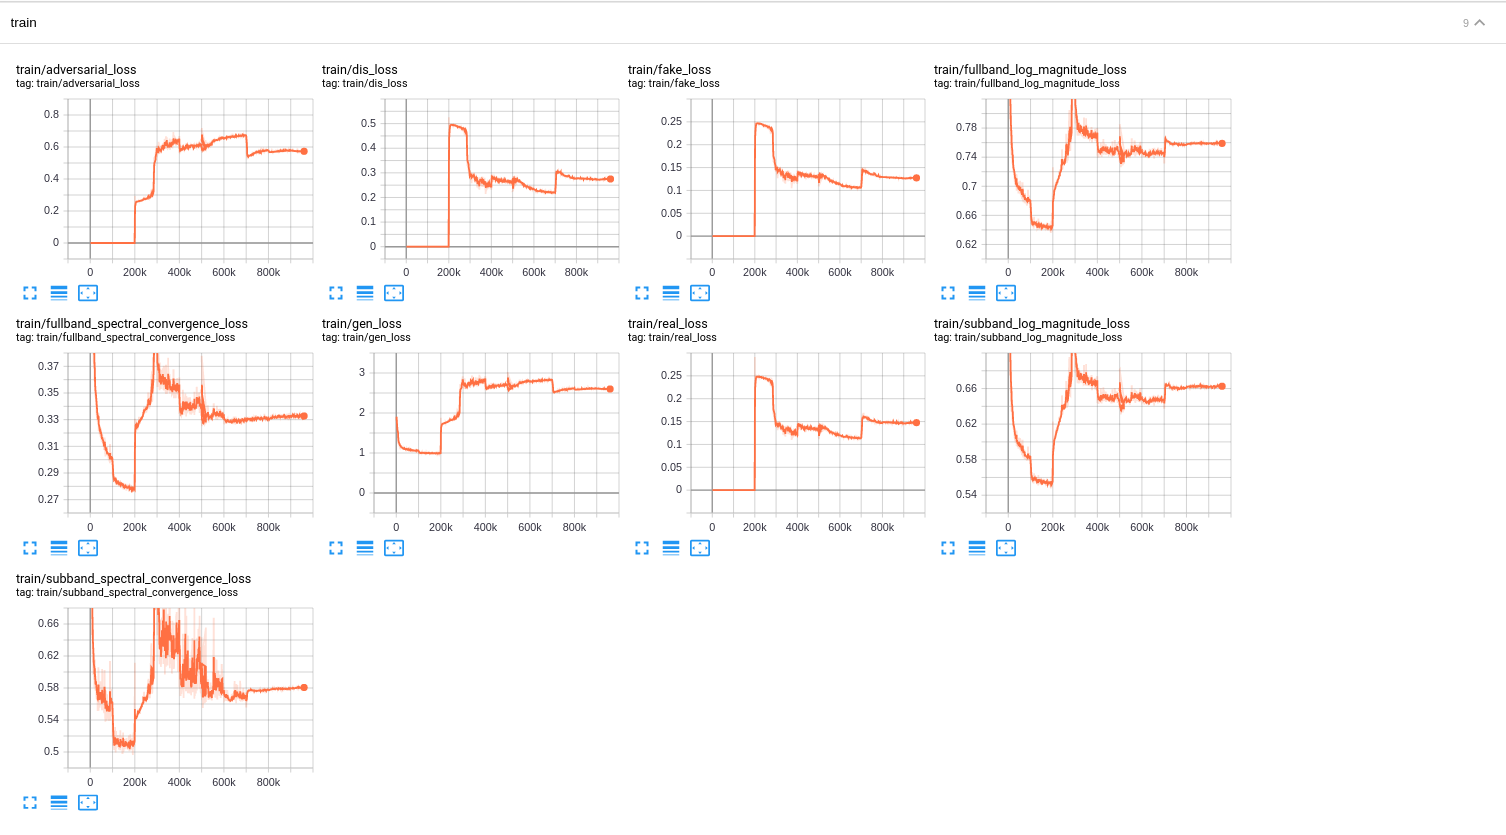 train
9
train/adversarial_loss
tag: train/adversarial_loss
0.8
0.6
0.4
0.2
0
0 200k 400k 600k 800k
train/dis_loss
tag: train/dis_loss
0.5
0.4
0.3
0.2
0.1
0
0 200k 400k 600k 800k
train/fake_loss
tag: train/fake_loss
0.25
0.2
0.15
0.1
0.05
0
0 200k 400k 600k 800k
train/fullband_log_magnitude_loss
tag: train/fullband_log_magnitude_loss
0.78
0.74
0.7
0.66
0.62
0 200k 400k 600k 800k
train/fullband_spectral_convergence_loss
tag: train/fullband_spectral_convergence_loss
0.37
0.35
0.33
0.31
0.29
0.27
0 200k 400k 600k 800k
train/gen_loss
tag: train/gen_loss
3
2
1
0
0 200k 400k 600k 800k
train/real_loss
tag: train/real_loss
0.25
0.2
0.15
0.1
0.05
0
0 200k 400k 600k 800k
train/subband_log_magnitude_loss
tag: train/subband_log_magnitude_loss
0.66
0.62
0.58
0.54
0 200k 400k 600k 800k
train/subband_spectral_convergence_loss
tag: train/subband_spectral_convergence_loss
0.66
0.62
0.58
0.54
0.5
0 200k 400k 600k 800k